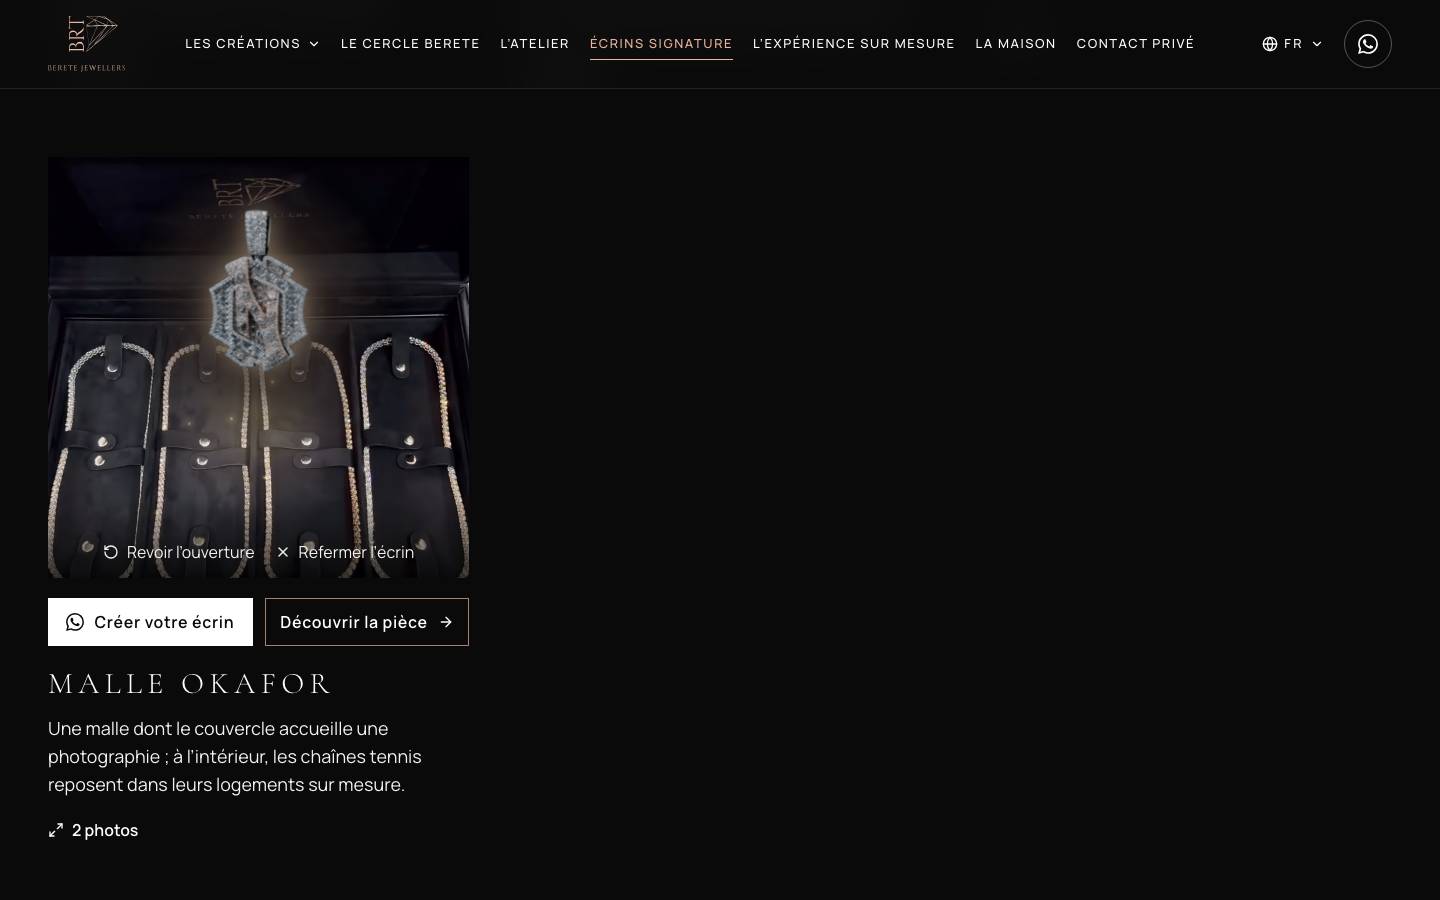 BRT
BERETE JEWELLERS
LES CRÉATIONS
LE CERCLE BERETE
L'ATELIER
ÉCRINS SIGNATURE
L'EXPÉRIENCE SUR MESURE
LA MAISON
CONTACT PRIVÉ
FR
BRT
N
Revoir l'ouverture
Refermer l'écrin
Créer votre écrin
Découvrir la pièce
MALLE OKAFOR
Une malle dont le couvercle accueille une
photographie ; à l'intérieur, les chaînes tennis
reposent dans leurs logements sur mesure.
2 photos